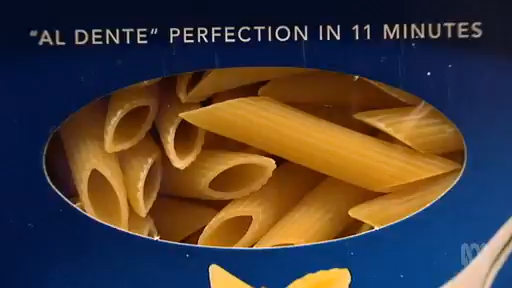 “AL DENTE“ PERFECTION IN 11 MINUTES